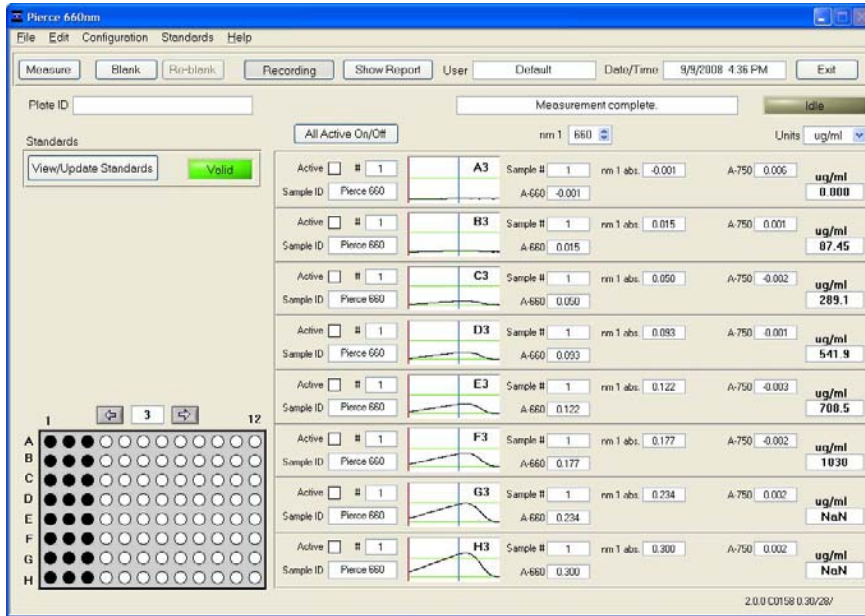 Pierce 660nm
File Edit Configuration Standards Help
Measure Blank Re-blank Recording Show Report User Default Date/Time 9/9/2008 4:36 PM Exit
Plate ID Measurement complete. Idle
Standards All Active On/Off nm 1 660 Units ug/ml
View/Update Standards Valid
Active # 1 A3 Sample # 1 nm 1 abs. -0.001 A-750 0.006 ug/ml
Sample ID Pierce 660 A-660 -0.001 0.000
Active # 1 B3 Sample # 1 nm 1 abs. 0.015 A-750 0.001 ug/ml
Sample ID Pierce 660 A-660 0.015 87.45
Active # 1 C3 Sample # 1 nm 1 abs. 0.050 A-750 -0.002 ug/ml
Sample ID Pierce 660 A-660 0.050 289.1
Active # 1 D3 Sample # 1 nm 1 abs. 0.093 A-750 -0.001 ug/ml
Sample ID Pierce 660 A-660 0.093 541.9
Active # 1 E3 Sample # 1 nm 1 abs. 0.122 A-750 -0.003 ug/ml
Sample ID Pierce 660 A-660 0.122 708.5
Active # 1 F3 Sample # 1 nm 1 abs. 0.177 A-750 -0.002 ug/ml
Sample ID Pierce 660 A-660 0.177 1030
Active # 1 G3 Sample # 1 nm 1 abs. 0.234 A-750 0.002 ug/ml
Sample ID Pierce 660 A-660 0.234 NaN
Active # 1 H3 Sample # 1 nm 1 abs. 0.300 A-750 0.002 ug/ml
Sample ID Pierce 660 A-660 0.300 NaN
1 3 12
A
B
C
D
E
F
G
H
2.0.0 C0158 0.30/28/